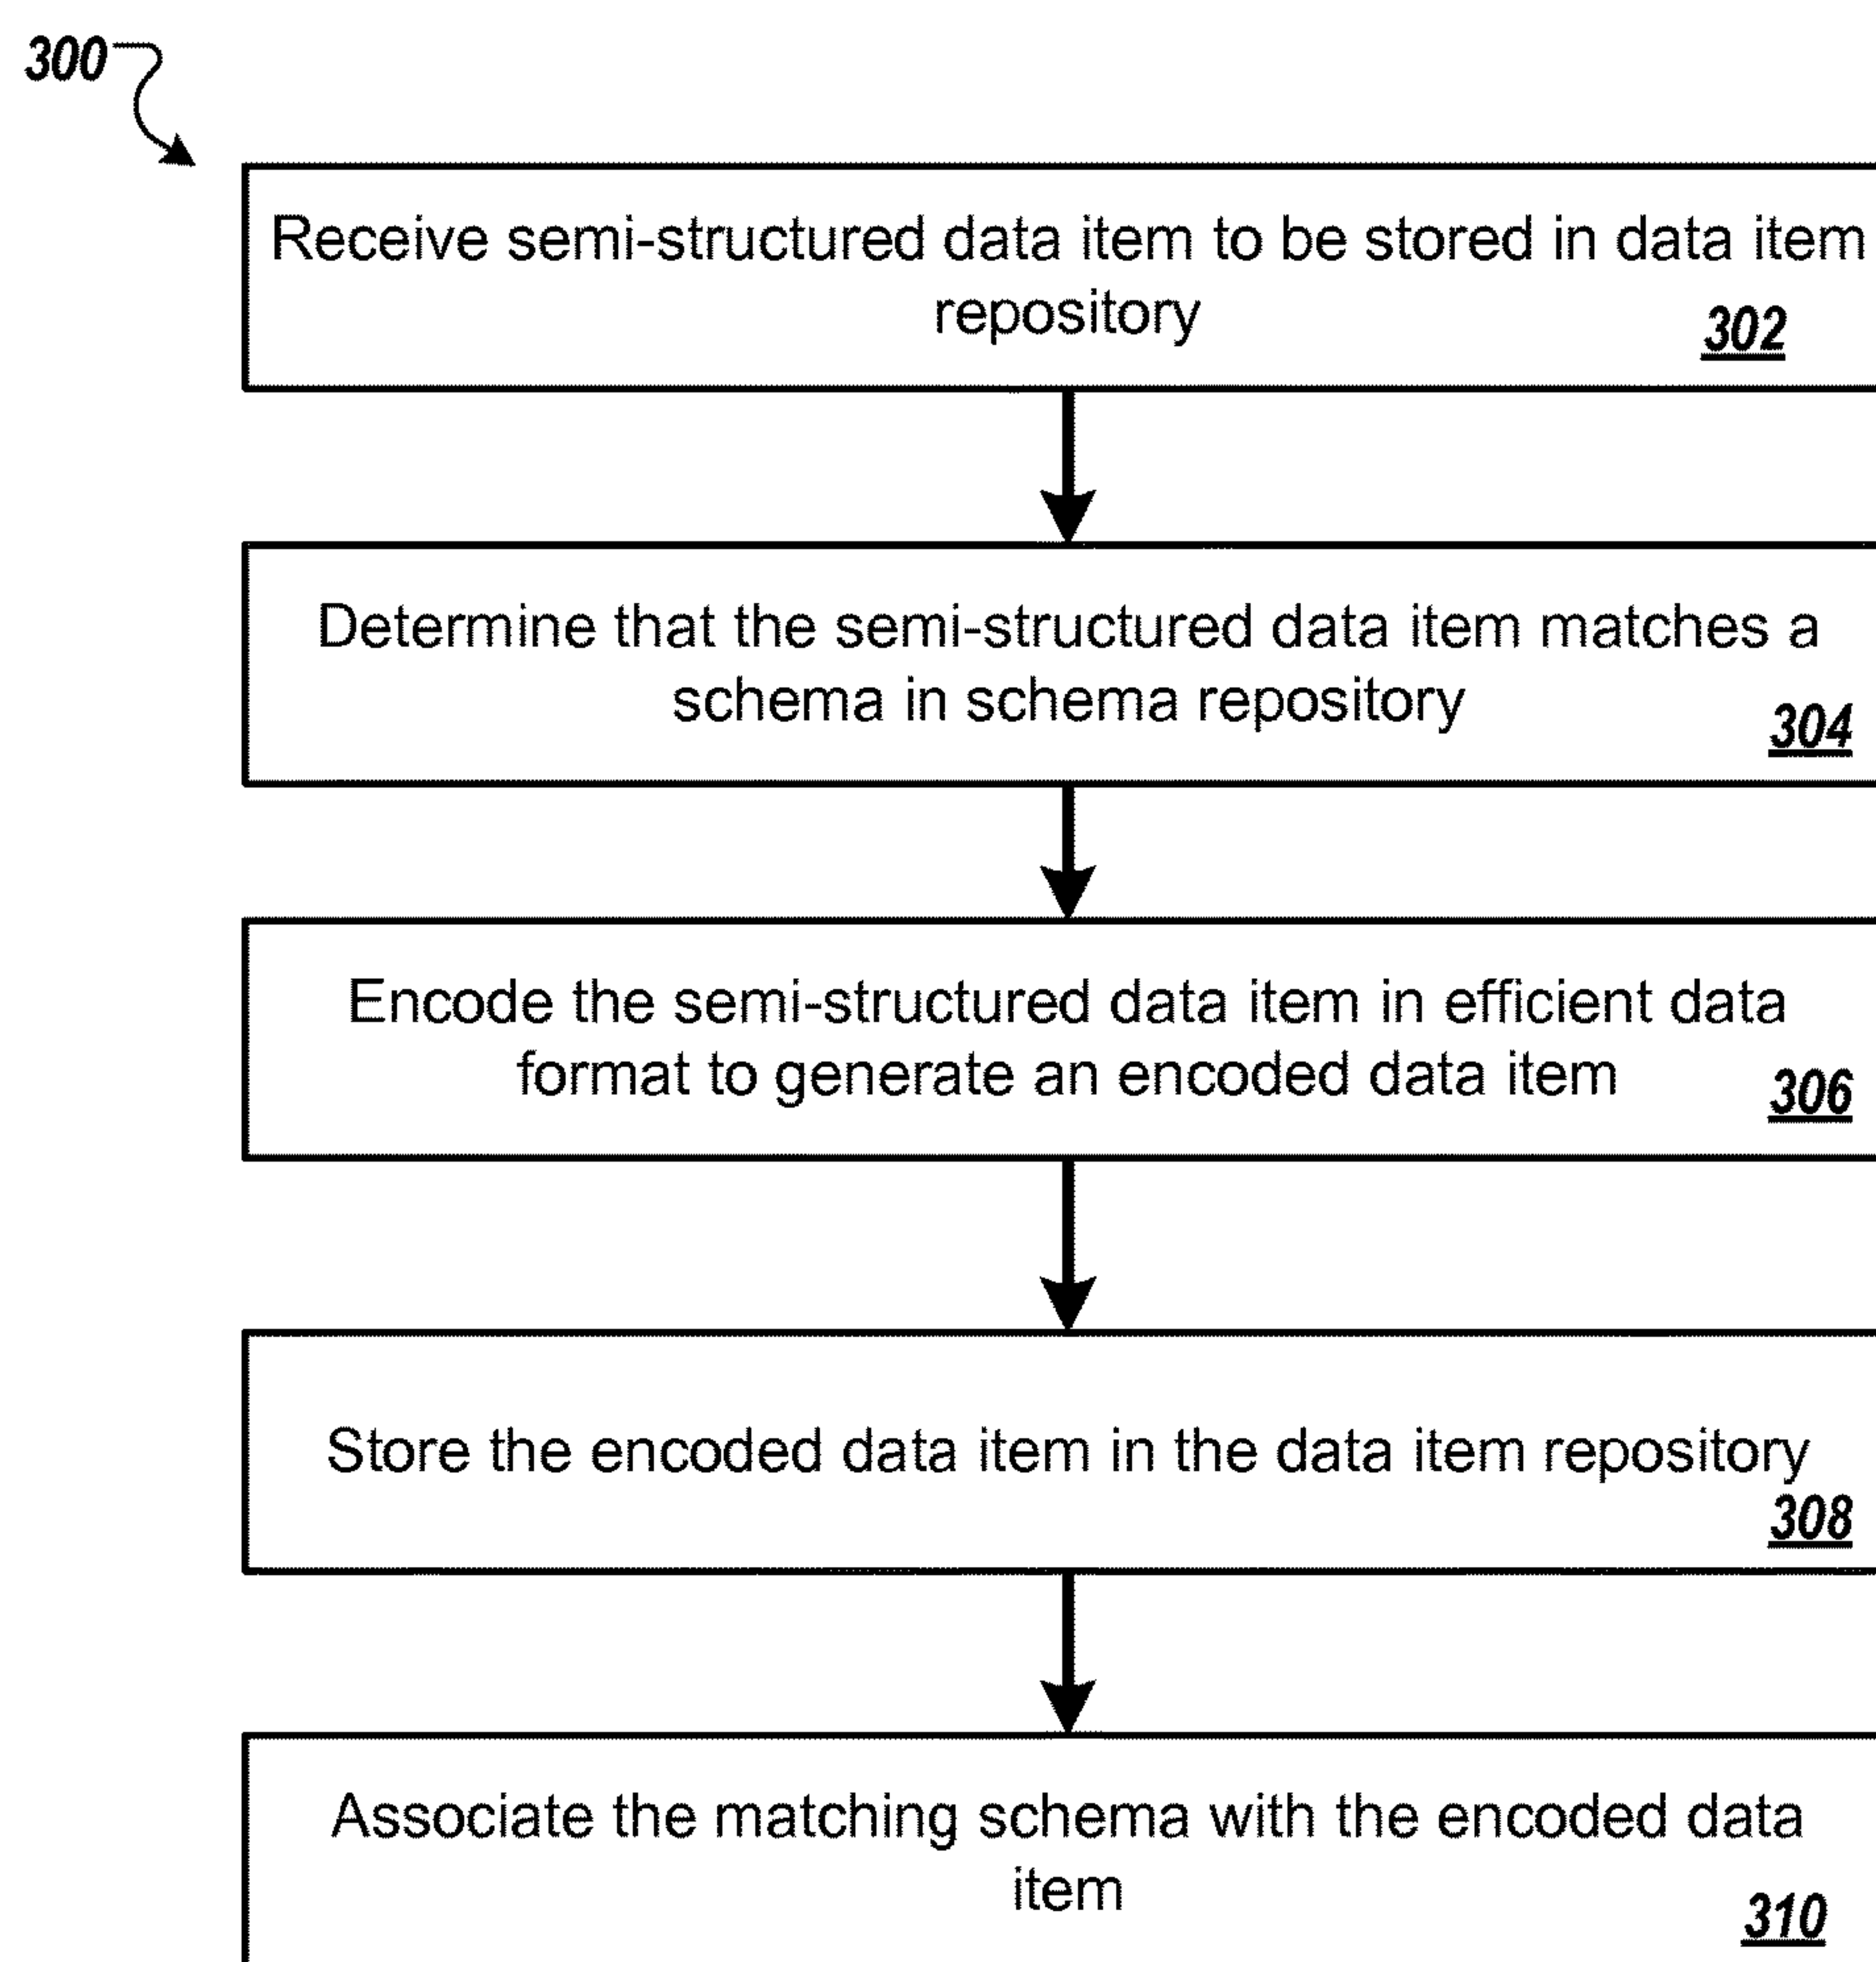 300
Receive semi-structured data item to be stored in data item
repository
302
Determine that the semi-structured data item matches a
schema in schema repository
304
Encode the semi-structured data item in efficient data
format to generate an encoded data item
306
Store the encoded data item in the data item repository
308
Associate the matching schema with the encoded data
item
310